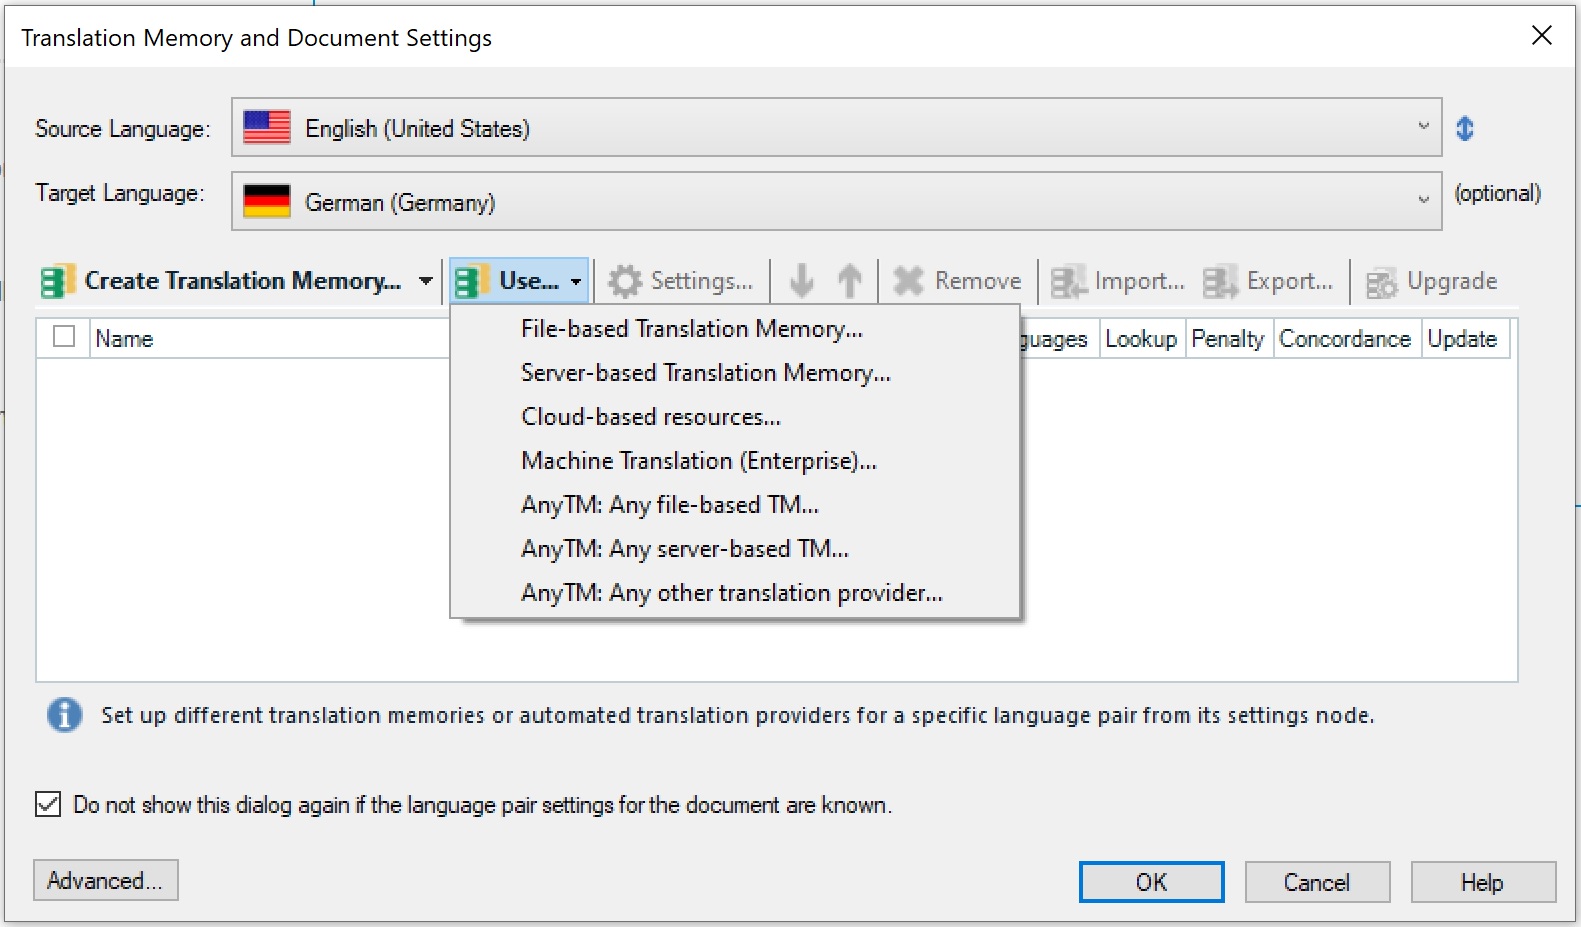 Translation Memory and Document Settings
Source Language: English (United States)
Target Language: German (Germany) (optional)
Create Translation Memory... Use... Settings... Remove Import... Export... Upgrade
File-based Translation Memory...
Name Lookup Penalty Concordance Update
Server-based Translation Memory...
Cloud-based resources...
Machine Translation (Enterprise)...
AnyTM: Any file-based TM...
AnyTM: Any server-based TM...
AnyTM: Any other translation provider...
Set up different translation memories or automated translation providers for a specific language pair from its settings node.
Do not show this dialog again if the language pair settings for the document are known.
Advanced... OK Cancel Help